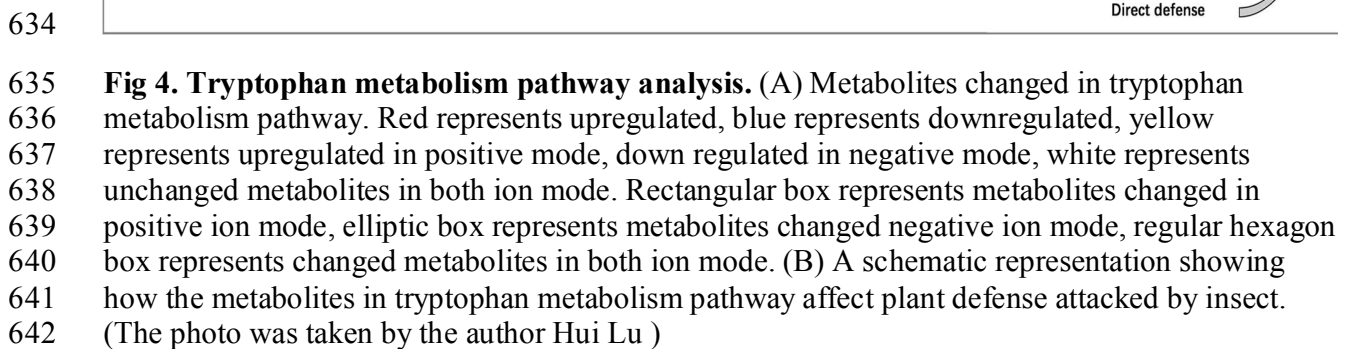 Direct defense
634
635 Fig 4. Tryptophan metabolism pathway analysis. (A) Metabolites changed in tryptophan
636 metabolism pathway. Red represents upregulated, blue represents downregulated, yellow
637 represents upregulated in positive mode, down regulated in negative mode, white represents
638 unchanged metabolites in both ion mode. Rectangular box represents metabolites changed in
639 positive ion mode, elliptic box represents metabolites changed negative ion mode, regular hexagon
640 box represents changed metabolites in both ion mode. (B) A schematic representation showing
641 how the metabolites in tryptophan metabolism pathway affect plant defense attacked by insect.
642 (The photo was taken by the author Hui Lu )